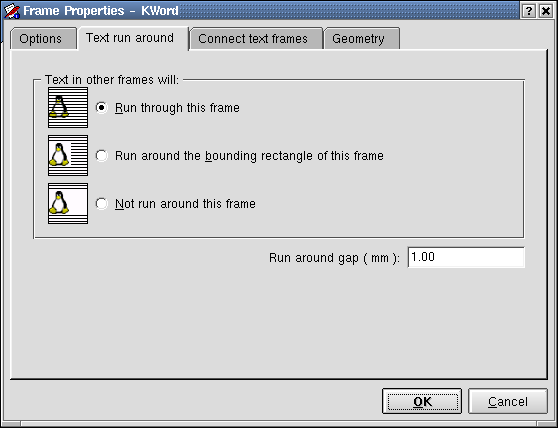 Frame Properties - KWord
Options Text run around Connect text frames Geometry
Text in other frames will:
Run through this frame
Run around the bounding rectangle of this frame
Not run around this frame
Run around gap ( mm ): 1.00
OK Cancel